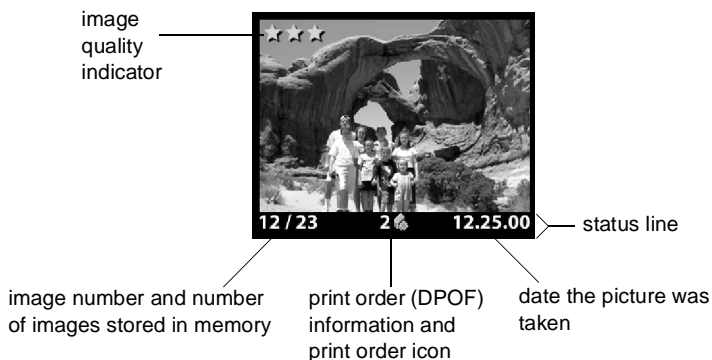 image
quality
indicator
12 / 23
2
12.25.00
status line
image number and number
of images stored in memory
print order (DPOF)
information and
print order icon
date the picture was
taken